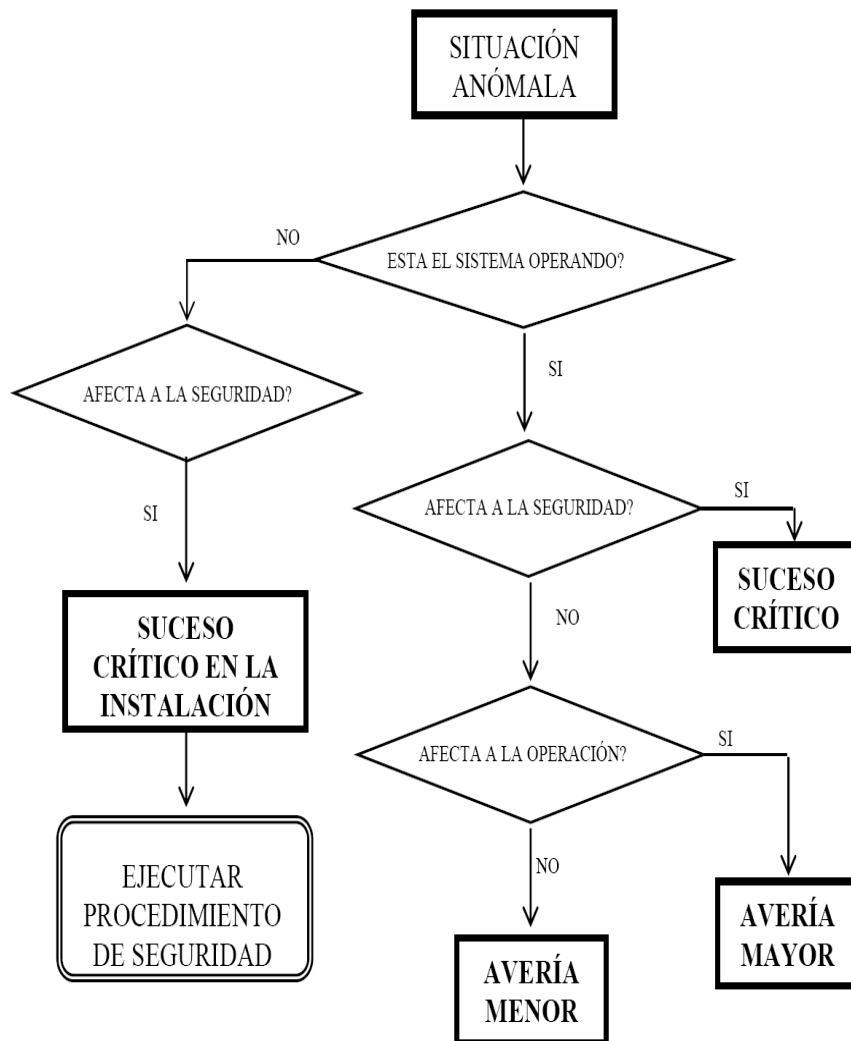 SITUACIÓN
ANÓMALA
NO
ESTA EL SISTEMA OPERANDO?
SI
AFECTA A LA SEGURIDAD?
SI
SUCESO
CRÍTICO EN LA
INSTALACIÓN
EJECUTAR
PROCEDIMIENTO
DE SEGURIDAD
AFECTA A LA SEGURIDAD?
SI
SUCESO
CRÍTICO
NO
AFECTA A LA OPERACIÓN?
SI
AVERÍA
MAYOR
NO
AVERÍA
MENOR